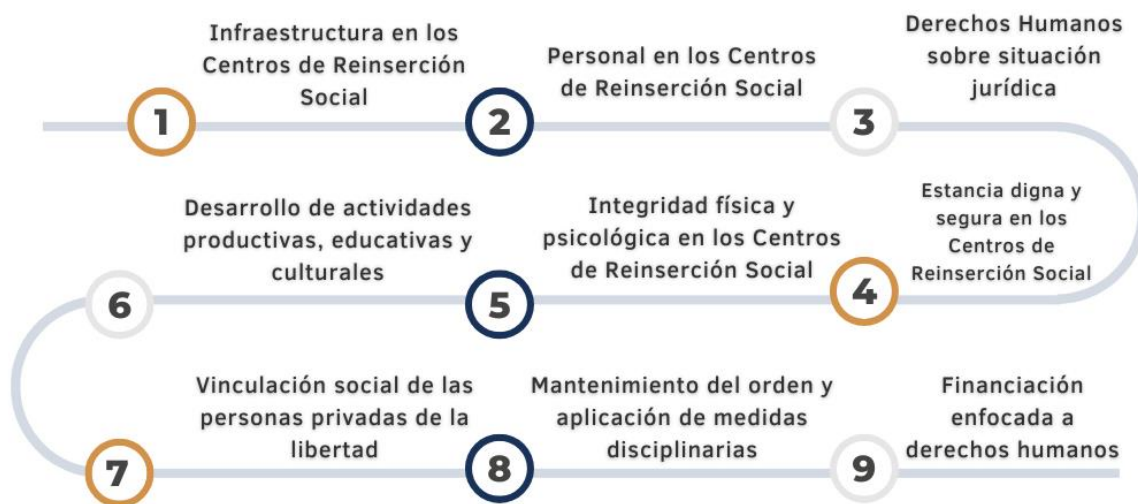 Infraestructura en los
Centros de Reinserción
Social
1
Personal en los Centros
de Reinserción Social
2
Derechos Humanos
sobre situación
jurídica
3
Estancia digna y
segura en los
Centros de
Reinserción Social
4
Integridad física y
psicológica en los Centros
de Reinserción Social
5
Desarrollo de actividades
productivas, educativas y
culturales
6
Vinculación social de las
personas privadas de la
libertad
7
Mantenimiento del orden y
aplicación de medidas
disciplinarias
8
Financiación
enfocada a
derechos humanos
9